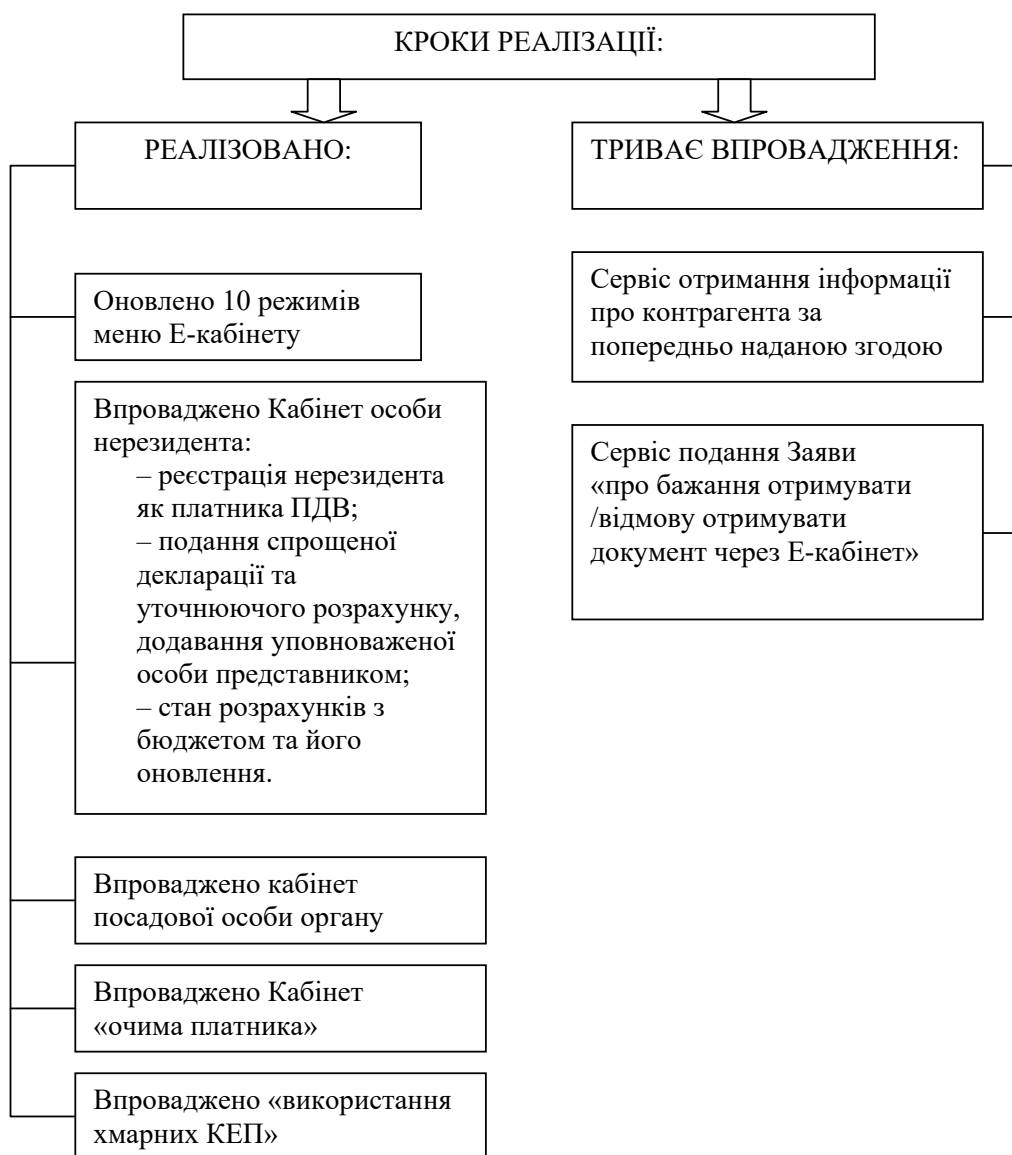 КРОКИ РЕАЛІЗАЦІЇ:
РЕАЛІЗОВАНО:
Оновлено 10 режимів
меню Е-кабінету
Впроваджено Кабінет особи
нерезидента:
– реєстрація нерезидента
як платника ПДВ;
– подання спрощеної
декларації та
уточнюючого розрахунку,
додавання уповноваженої
особи представником;
– стан розрахунків з
бюджетом та його
оновлення.
Впроваджено кабінет
посадової особи органу
Впроваджено Кабінет
«очима платника»
Впроваджено «використання
хмарних КЕП»
ТРИВАЄ ВПРОВАДЖЕННЯ:
Сервіс отримання інформації
про контрагента за
попередньо наданою згодою
Сервіс подання Заяви
«про бажання отримувати
/відмову отримувати
документ через Е-кабінет»